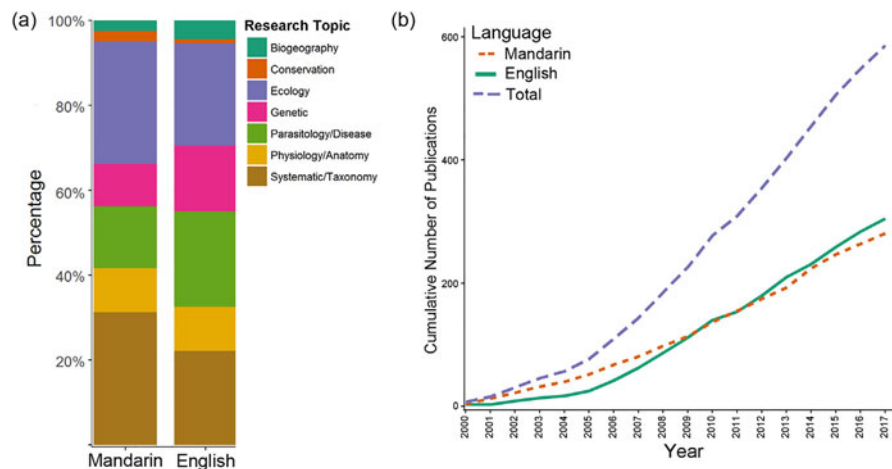 (a)
100%
80%
60%
40%
20%
Percentage
Mandarin English
Research Topic
Biogeography
Conservation
Ecology
Genetic
Parasitology/Disease
Physiology/Anatomy
Systematic/Taxonomy
(b)
Language
Mandarin
English
Total
600
400
200
0
Cumulative Number of Publications
2000 2001 2002 2003 2004 2005 2006 2007 2008 2009 2010 2011 2012 2013 2014 2015 2016 2017
Year